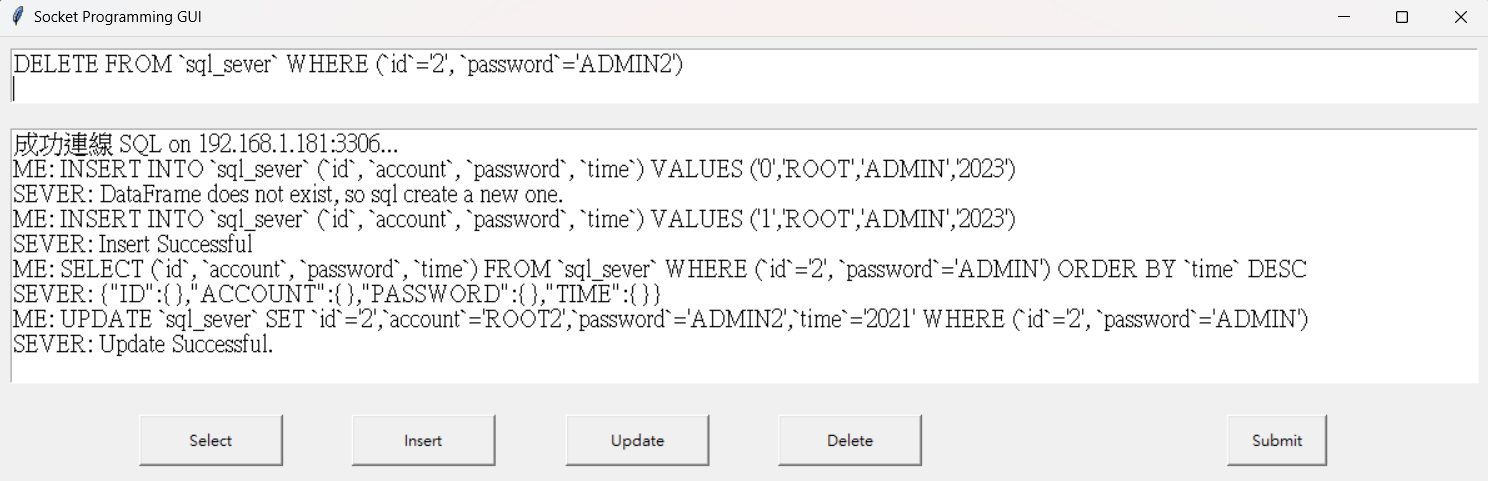 Socket Programming GUI
DELETE FROM `sql_sever` WHERE (`id`='2', `password`='ADMIN2')
成功連線 SQL on 192.168.1.181:3306...
ME: INSERT INTO `sql_sever` (`id`, `account`, `password`, `time`) VALUES ('0','ROOT','ADMIN','2023')
SEVER: DataFrame does not exist, so sql create a new one.
ME: INSERT INTO `sql_sever` (`id`, `account`, `password`, `time`) VALUES ('1','ROOT','ADMIN','2023')
SEVER: Insert Successful
ME: SELECT (`id`, `account`, `password`, `time`) FROM `sql_sever` WHERE (`id`='2', `password`='ADMIN') ORDER BY `time` DESC
SEVER: {"ID":{},"ACCOUNT":{},"PASSWORD":{},"TIME":{}}
ME: UPDATE `sql_sever` SET `id`='2',`account`='ROOT2',`password`='ADMIN2',`time`='2021' WHERE (`id`='2', `password`='ADMIN')
SEVER: Update Successful.
Select Insert Update Delete Submit